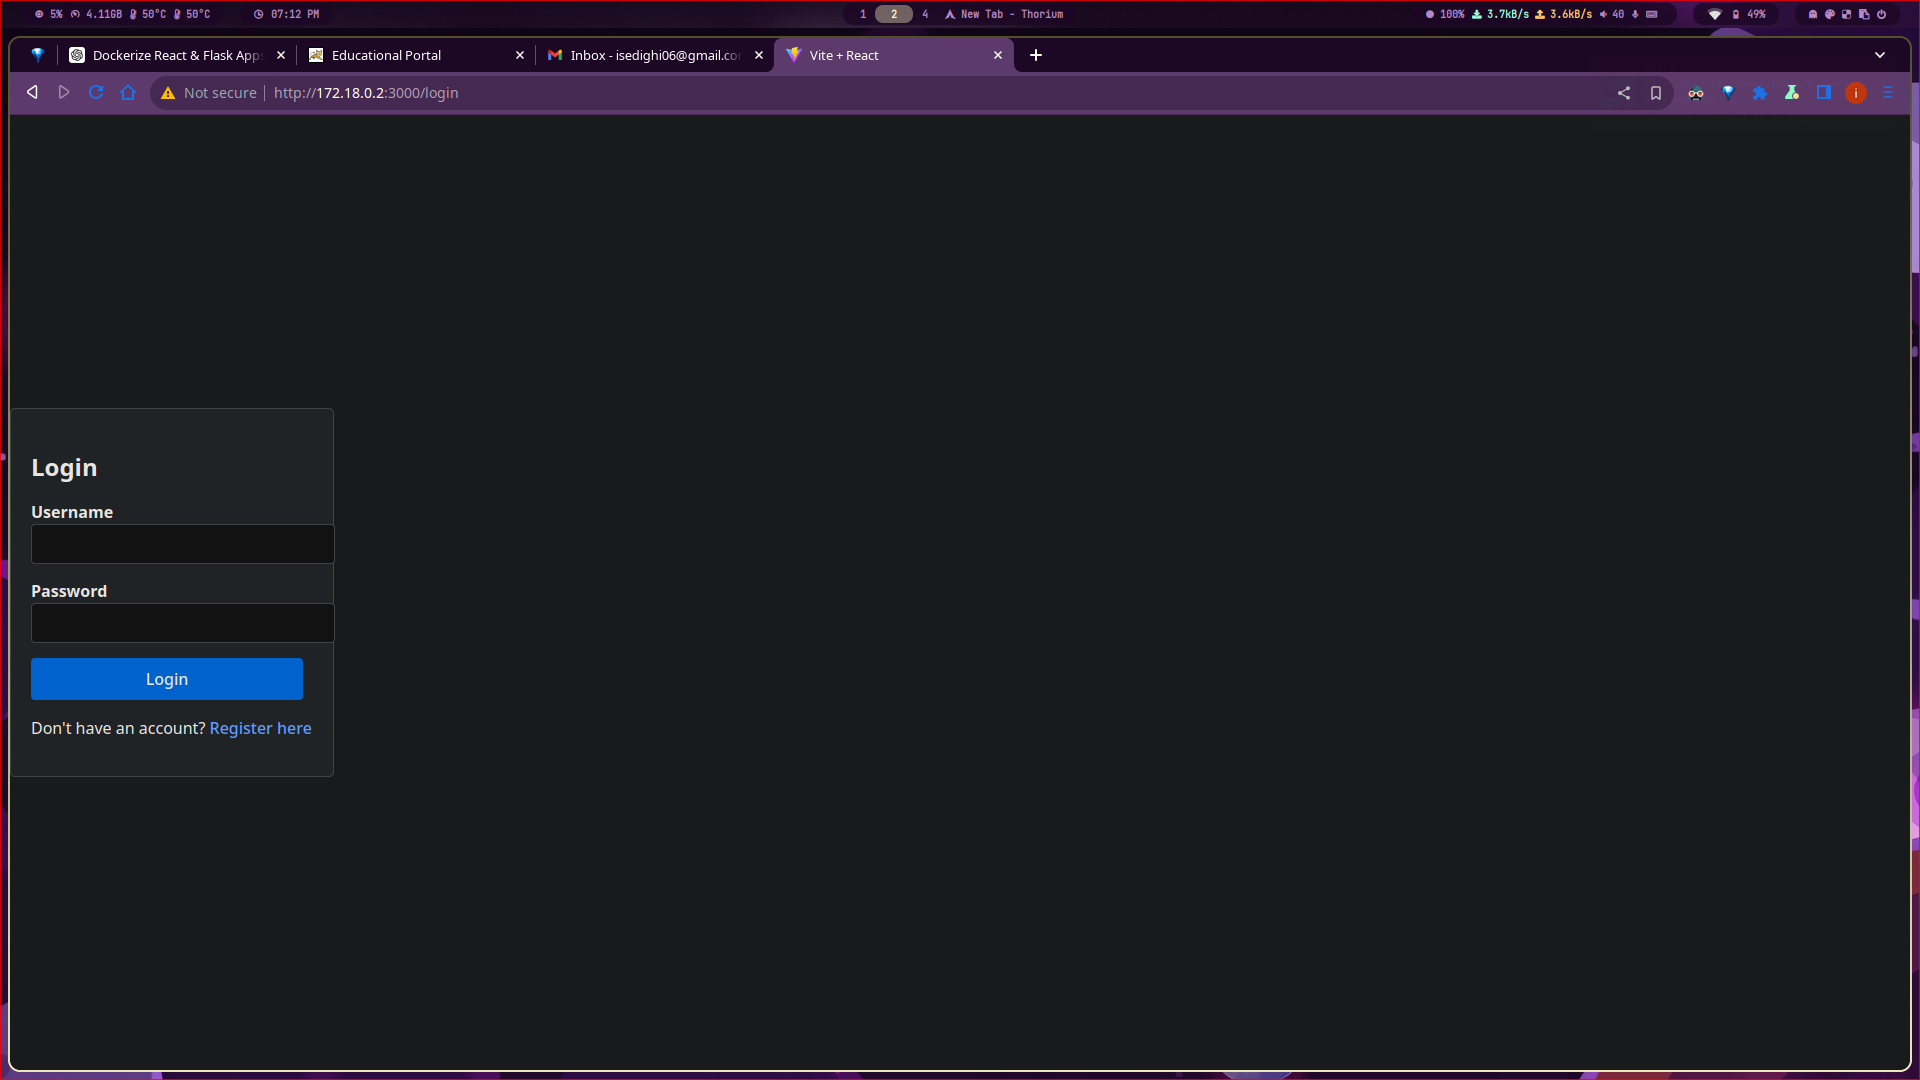 5% 4.11GB 50°C 50°C 07:12 PM 1 2 4 New Tab - Thorium 100% 3.7kB/s 3.6kB/s 40 49%
Dockerize React & Flask Apps Educational Portal Inbox - isedighi06@gmail.co Vite + React
Not secure http://172.18.0.2:3000/login i
Login
Username
Password
Login
Don't have an account? Register here